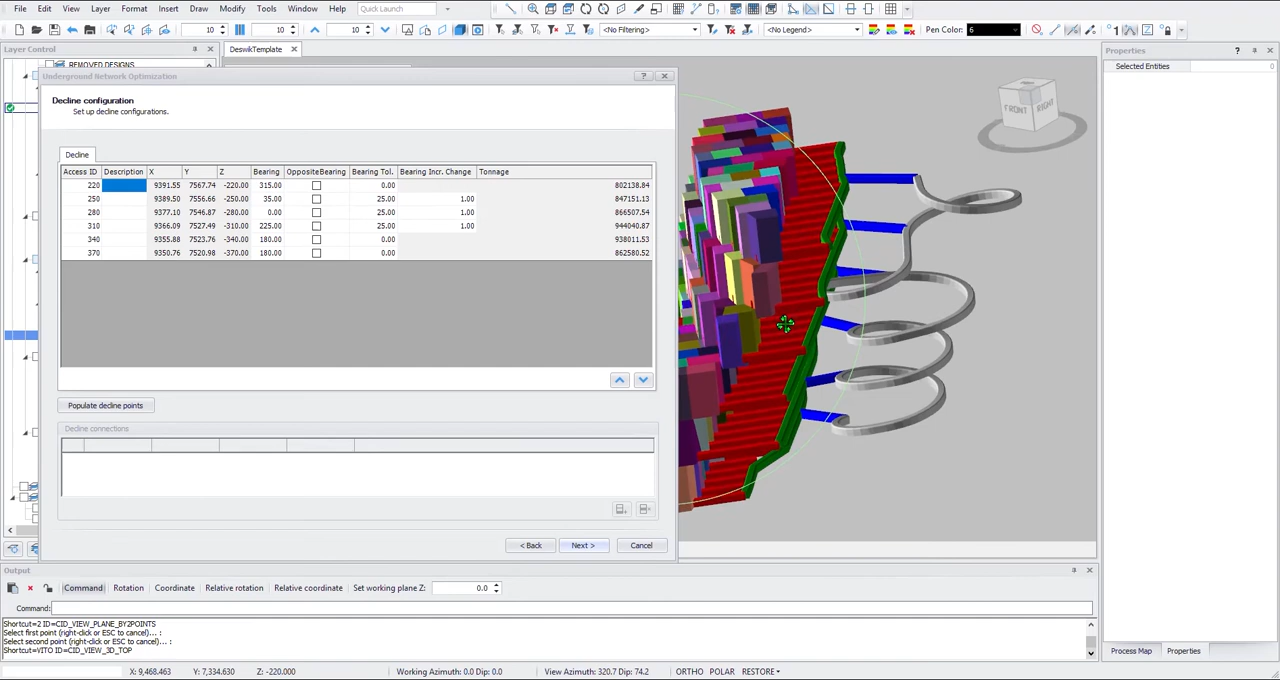 File Edit View Layer Format Insert Draw Modify Tools Window Help Quick Launch
10 10 10 <No Filtering> <No Legend> Pen Color: 6
Layer Control DeswikTemplate Properties
REMOVED DESIGNS Selected Entities 0
Underground Network Optimization
Decline configuration
Set up decline configurations.
FRONT RIGHT
Decline
Access ID Description X Y Z Bearing OppositeBearing Bearing Tol. Bearing Incr. Change Tonnage
220 9391.55 7567.74 -220.00 315.00 0.00 802138.84
250 9389.50 7556.60 -250.00 35.00 25.00 1.00 847151.13
280 9377.10 7546.87 -280.00 0.00 25.00 1.00 866507.54
310 9366.09 7527.49 -310.00 225.00 25.00 1.00 944040.87
340 9355.88 7523.76 -340.00 180.00 0.00 938011.53
370 9350.76 7520.98 -370.00 180.00 0.00 862580.52
Populate decline points
Decline connections
< Back Next > Cancel
Output
Command Rotation Coordinate Relative rotation Relative coordinate Set working plane Z: 0.0
Command:
Shortcut=2 ID=CID_VIEW_PLANE_BY2POINTS
Select first point (right-click or ESC to cancel)... :
Select second point (right-click or ESC to cancel)... :
Shortcut=VITO ID=CID_VIEW_3D_TOP
Process Map Properties
X: 9,468.463 Y: 7,334.630 Z: -220.000 Working Azimuth: 0.0 Dip: 0.0 View Azimuth: 320.7 Dip: 74.2 ORTHO POLAR RESTORE